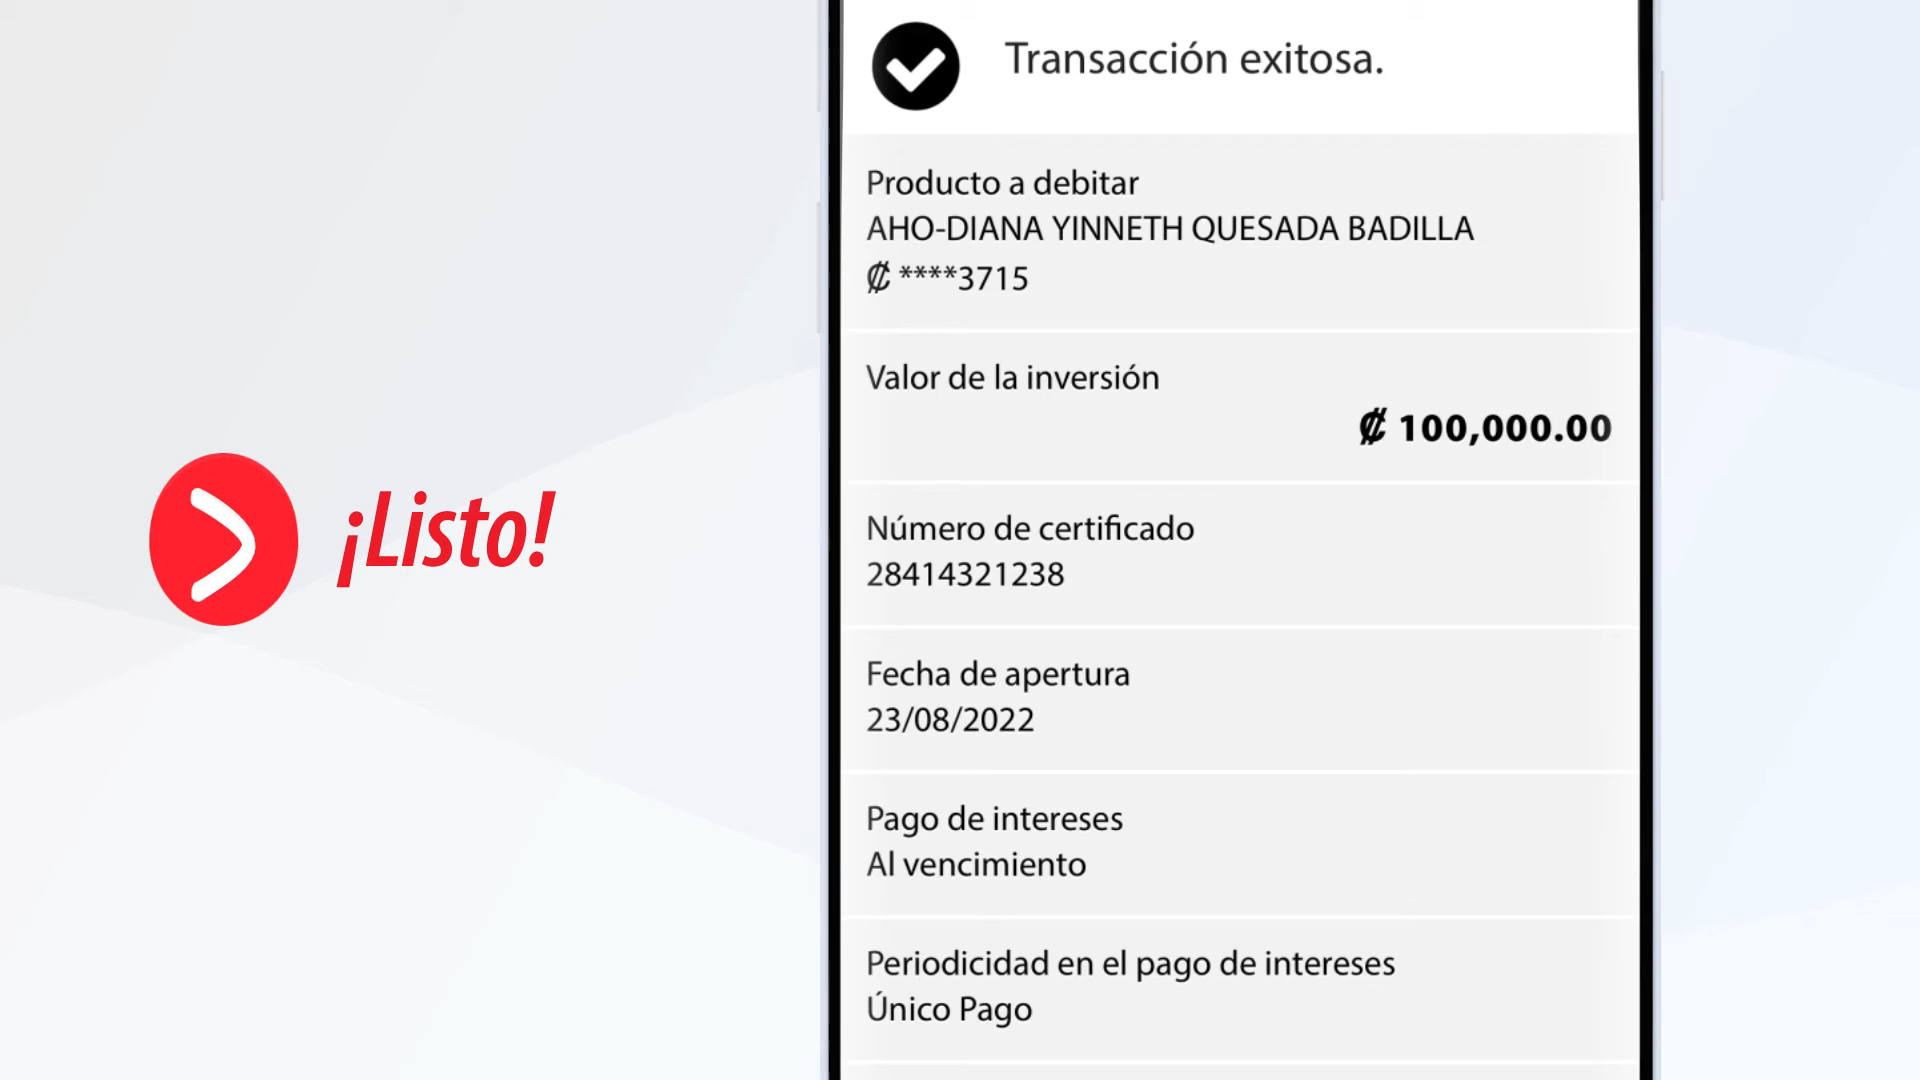 ¡Listo!
Transacción exitosa.
Producto a debitar
AHO-DIANA YINNETH QUESADA BADILLA
₡ ****3715
Valor de la inversión
₡ 100,000.00
Número de certificado
28414321238
Fecha de apertura
23/08/2022
Pago de intereses
Al vencimiento
Periodicidad en el pago de intereses
Único Pago